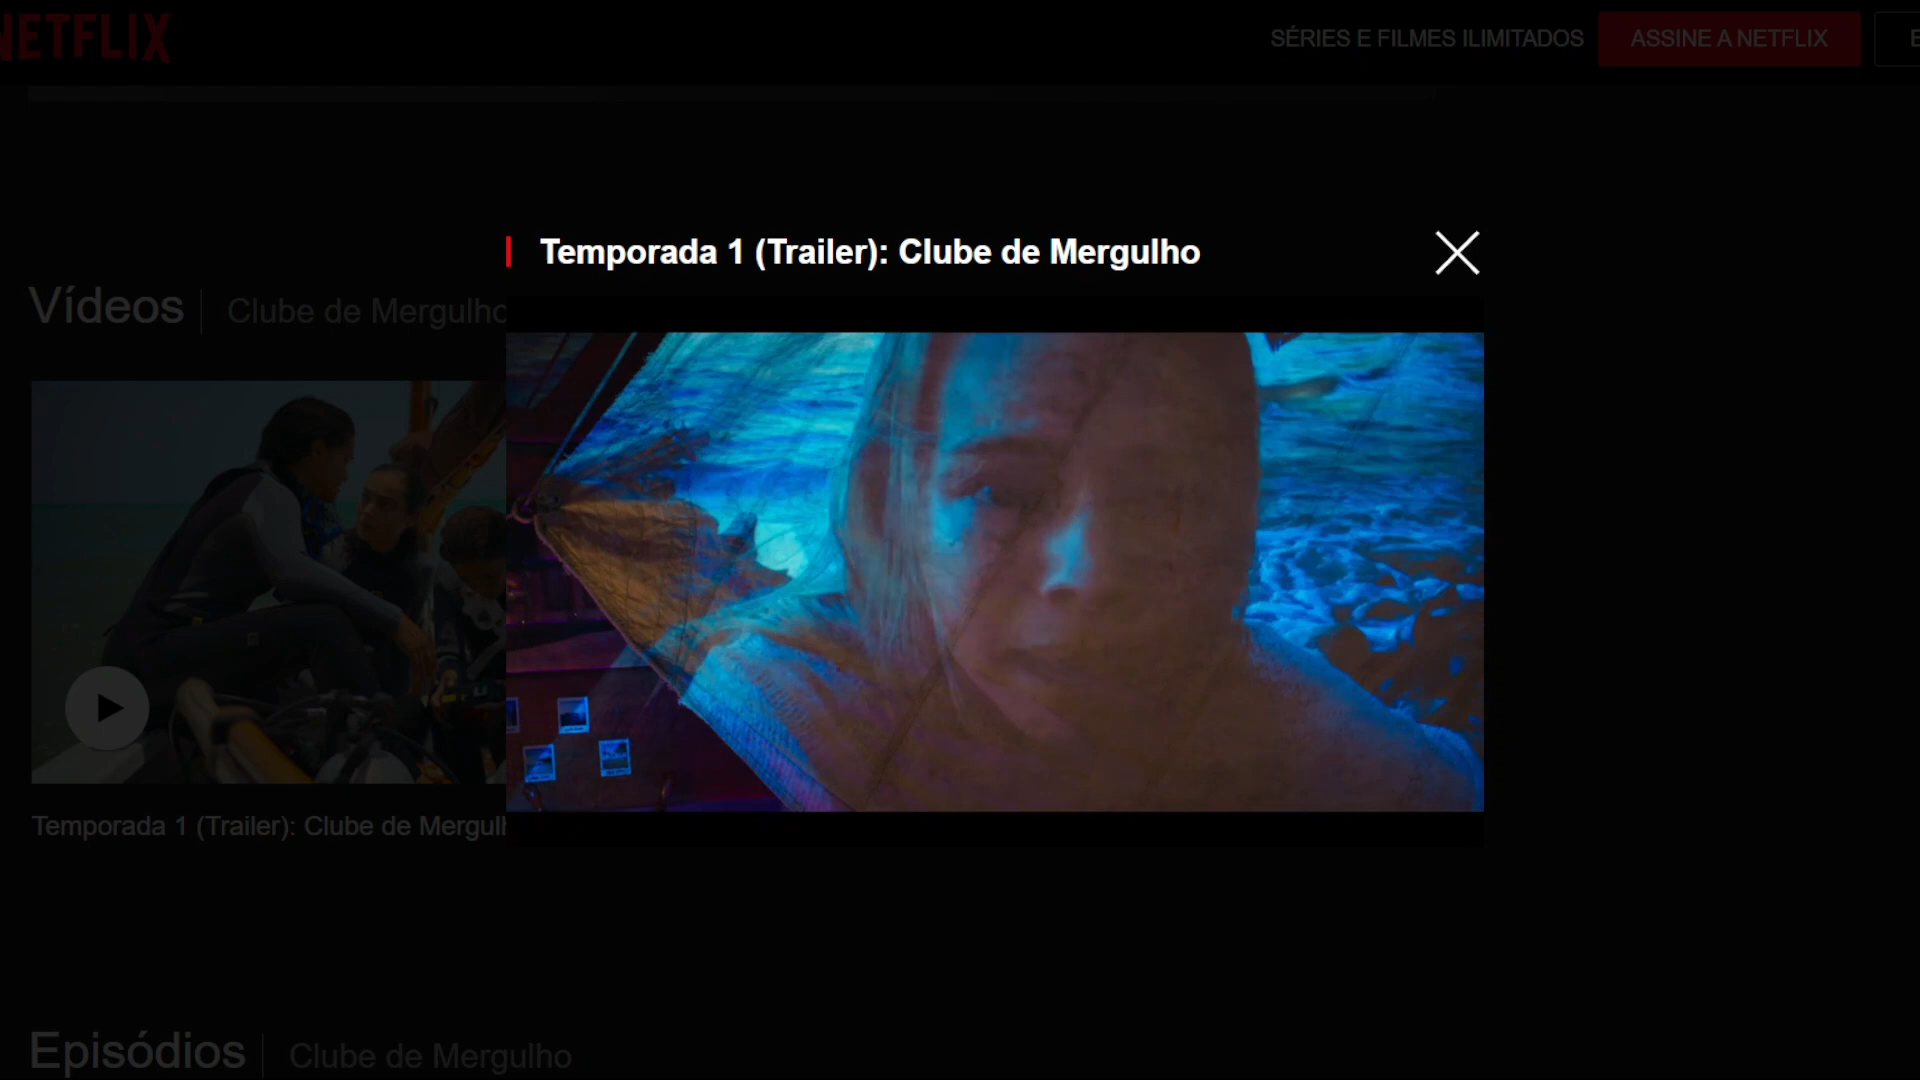 NETFLIX
SÉRIES E FILMES ILIMITADOS
ASSINE A NETFLIX
Temporada 1 (Trailer): Clube de Mergulho
Vídeos
Clube de Mergulho
Temporada 1 (Trailer): Clube de
Episódios
Clube de Mergulho